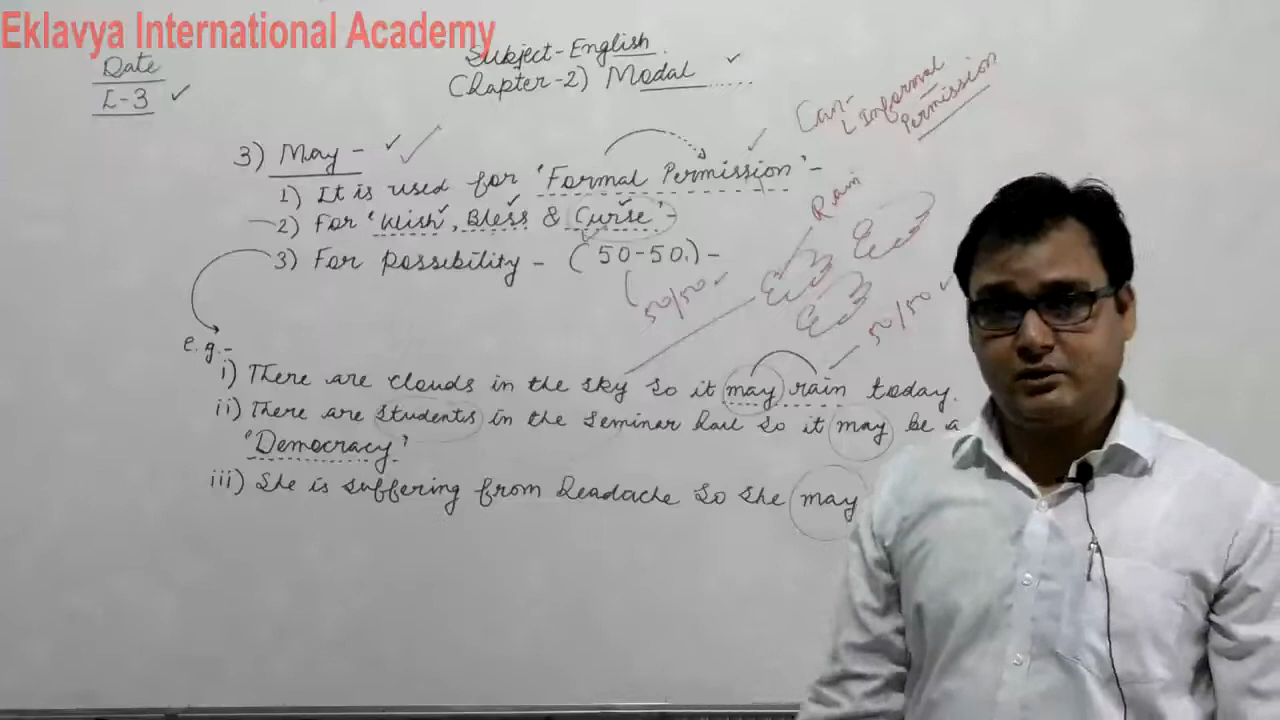 Eklavya International Academy
Subject-English.
Chapter-2) Modal ......
Date
L-3
Can-
Informal
Permission
3) May -
1) It is used for 'Formal Permission' -
2) For 'Wish, Bless & Curse' -
3) For Possibility - (50-50.) -
Rain
50/50
50/50
e.g.-
i) There are clouds in the sky so it may rain today.
ii) There are students in the seminar hall so it may be a
'Democracy'
iii) She is suffering from Headache so she may